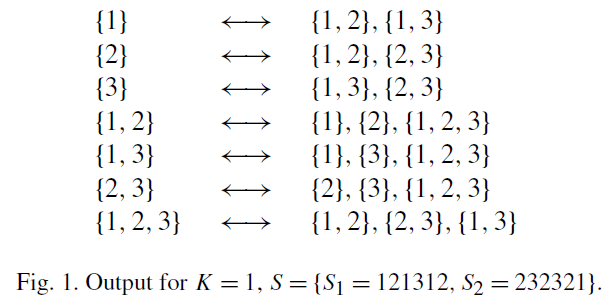 {1} ⟷ {1, 2}, {1, 3}
{2} ⟷ {1, 2}, {2, 3}
{3} ⟷ {1, 3}, {2, 3}
{1, 2} ⟷ {1}, {2}, {1, 2, 3}
{1, 3} ⟷ {1}, {3}, {1, 2, 3}
{2, 3} ⟷ {2}, {3}, {1, 2, 3}
{1, 2, 3} ⟷ {1, 2}, {2, 3}, {1, 3}
Fig. 1. Output for K = 1, S = {S₁ = 121312, S₂ = 232321}.